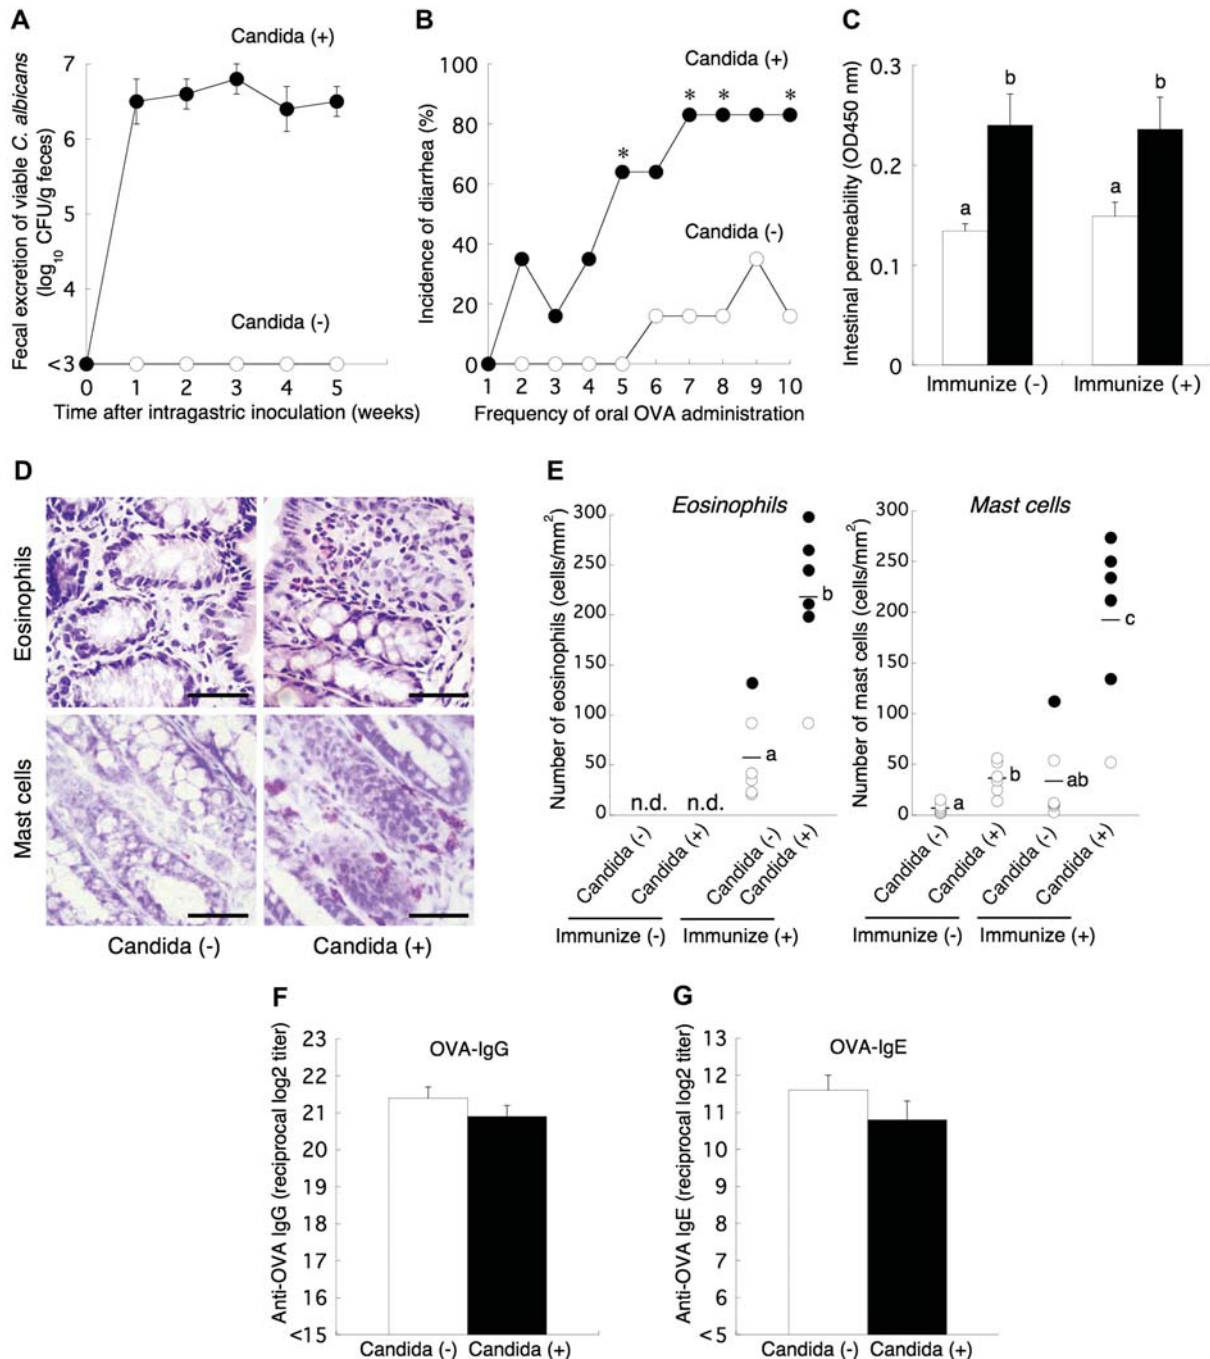 A
Candida (+)
7
6
5
4
<3
Fecal excretion of viable C. albicans
(log10 CFU/g feces)
Candida (-)
0 1 2 3 4 5
Time after intragastric inoculation (weeks)
B
Candida (+)
100
80
60
40
20
0
Incidence of diarrhea (%)
* * * *
Candida (-)
1 2 3 4 5 6 7 8 9 10
Frequency of oral OVA administration
C
0.3
0.2
0.1
0
Intestinal permeability (OD450 nm)
a b a b
Immunize (-) Immunize (+)
D
Eosinophils
Mast cells
Candida (-) Candida (+)
E
Eosinophils
300
250
200
150
100
50
0
Number of eosinophils (cells/mm2)
n.d. n.d. a b
Candida (-) Candida (+) Candida (-) Candida (+)
Immunize (-) Immunize (+)
Mast cells
300
250
200
150
100
50
0
Number of mast cells (cells/mm2)
a b ab c
Candida (-) Candida (+) Candida (-) Candida (+)
Immunize (-) Immunize (+)
F
OVA-IgG
23
22
21
20
19
18
17
16
<15
Anti-OVA IgG (reciprocal log2 titer)
Candida (-) Candida (+)
G
OVA-IgE
13
12
11
10
9
8
7
6
<5
Anti-OVA IgE (reciprocal log2 titer)
Candida (-) Candida (+)